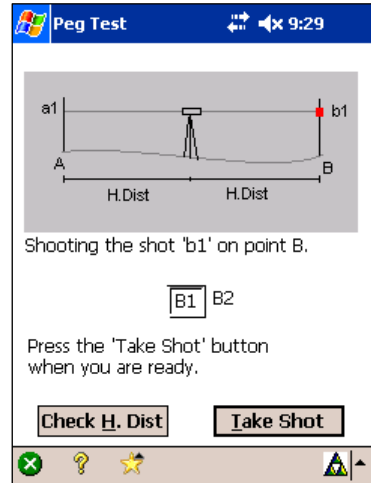 Peg Test 9:29
a1 b1
A B
H.Dist H.Dist
Shooting the shot 'b1' on point B.
B1 B2
Press the 'Take Shot' button
when you are ready.
Check H. Dist Take Shot